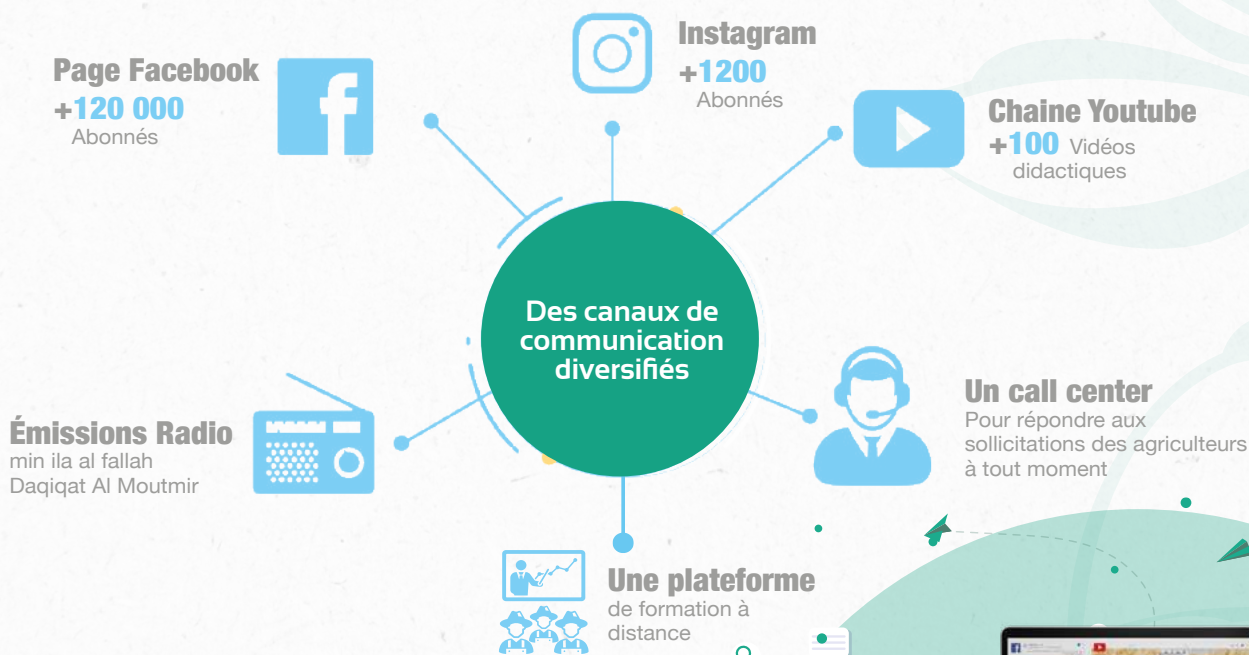 Instagram
+1200
Abonnés
Page Facebook
+120 000
Abonnés
Chaine Youtube
+100 Vidéos
didactiques
Des canaux de
communication
diversifiés
Un call center
Pour répondre aux
sollicitations des agriculteurs
à tout moment
Émissions Radio
min ila al fallah
Daqiqat Al Moutmir
Une plateforme
de formation à
distance